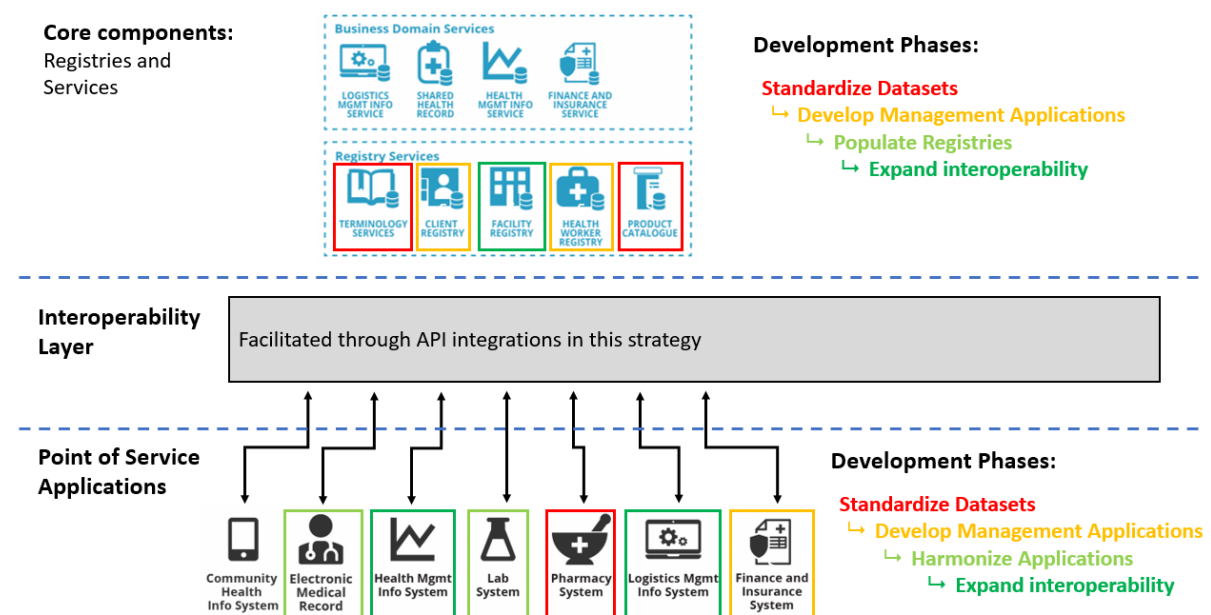 Core components:
Registries and
Services
Business Domain Services
LOGISTICS
MGMT INFO
SERVICE
SHARED
HEALTH
RECORD
HEALTH
MGMT INFO
SERVICE
FINANCE AND
INSURANCE
SERVICE
Registry Services
TERMINOLOGY
SERVICES
CLIENT
REGISTRY
FACILITY
REGISTRY
HEALTH
WORKER
REGISTRY
PRODUCT
CATALOGUE
Development Phases:
Standardize Datasets
Develop Management Applications
Populate Registries
Expand interoperability
Interoperability
Layer
Facilitated through API integrations in this strategy
Point of Service
Applications
Community
Health
Info System
Electronic
Medical
Record
Health Mgmt
Info System
Lab
System
Pharmacy
System
Logistics Mgmt
Info System
Finance and
Insurance
System
Development Phases:
Standardize Datasets
Develop Management Applications
Harmonize Applications
Expand interoperability